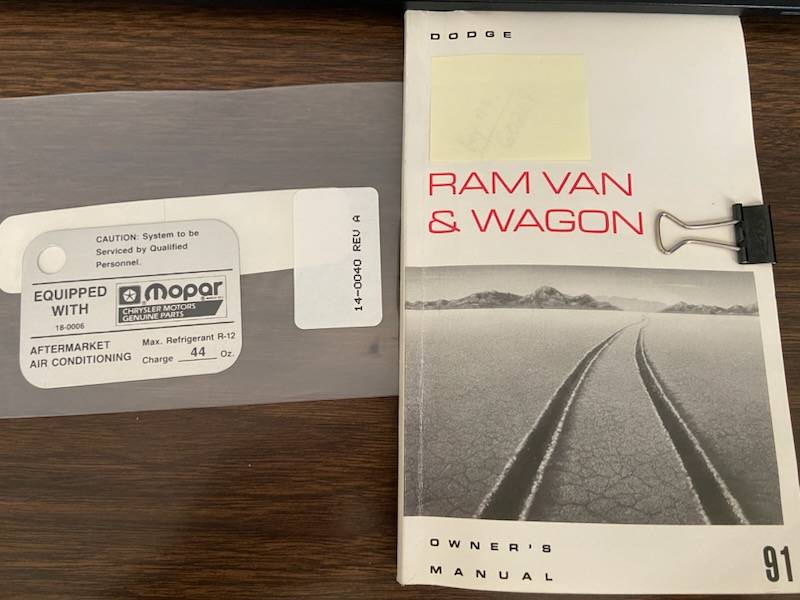 CAUTION: System to be
Serviced by Qualified
Personnel.
EQUIPPED
WITH
18-0006
Mopar
CHRYSLER MOTORS
GENUINE PARTS
AFTERMARKET
AIR CONDITIONING
Max. Refrigerant R-12
Charge 44 Oz.
14-0040 REV A
DODGE
RAM VAN
& WAGON
OWNER'S
MANUAL
91